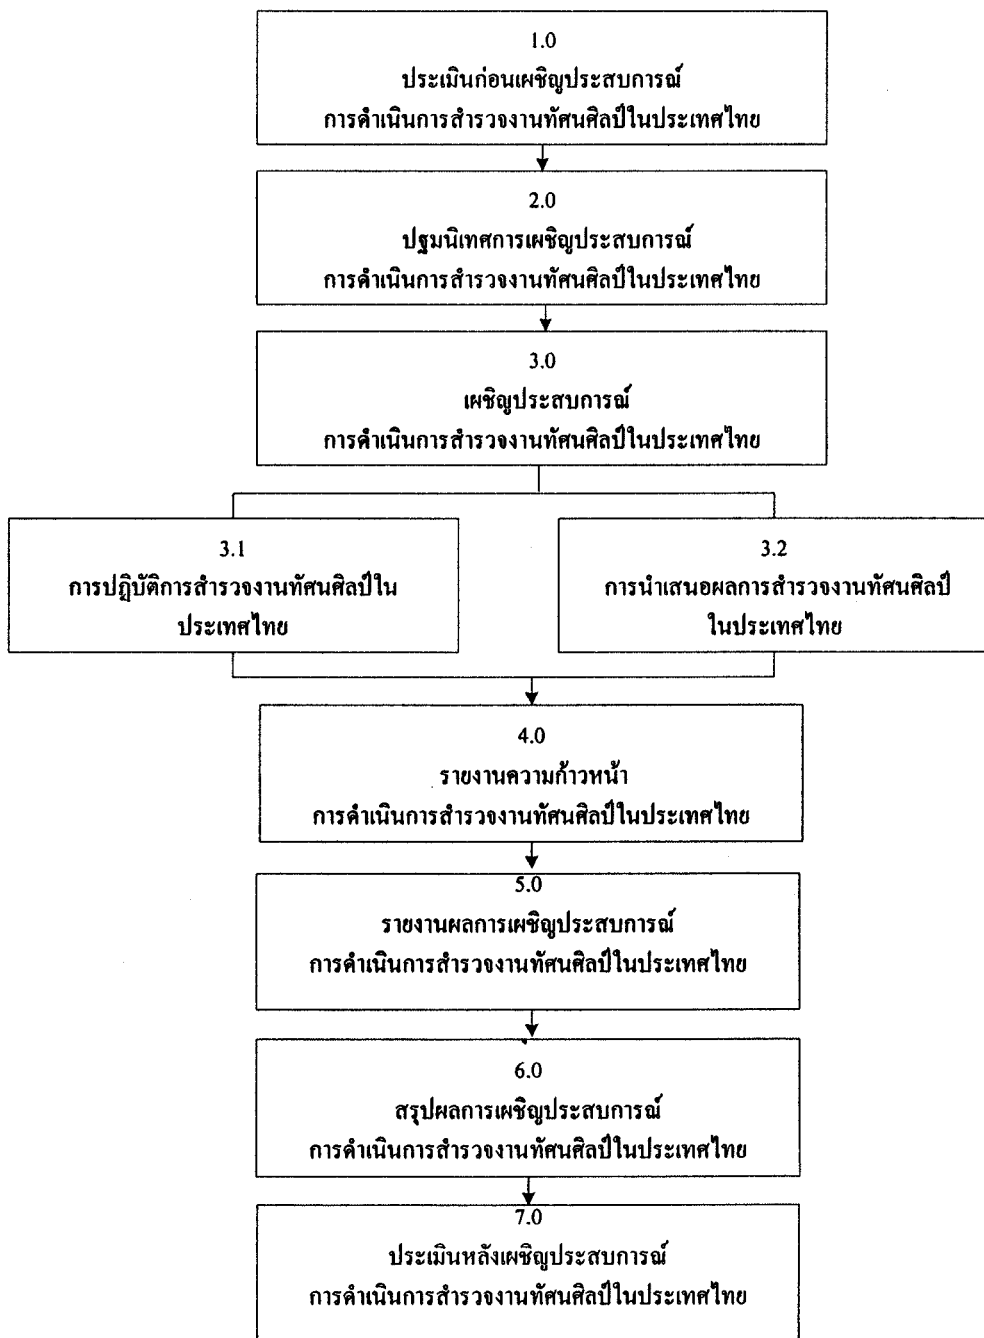 1.0
ประเมินก่อนเผชิญประสบการณ์
การดำเนินการสำรวจงานทัศนศิลป์ในประเทศไทย
2.0
ปฐมนิเทศการเผชิญประสบการณ์
การดำเนินการสำรวจงานทัศนศิลป์ในประเทศไทย
3.0
เผชิญประสบการณ์
การดำเนินการสำรวจงานทัศนศิลป์ในประเทศไทย
3.1
การปฏิบัติการสำรวจงานทัศนศิลป์ใน
ประเทศไทย
3.2
การนำเสนอผลการสำรวจงานทัศนศิลป์
ในประเทศไทย
4.0
รายงานความก้าวหน้า
การดำเนินการสำรวจงานทัศนศิลป์ในประเทศไทย
5.0
รายงานผลการเผชิญประสบการณ์
การดำเนินการสำรวจงานทัศนศิลป์ในประเทศไทย
6.0
สรุปผลการเผชิญประสบการณ์
การดำเนินการสำรวจงานทัศนศิลป์ในประเทศไทย
7.0
ประเมินหลังเผชิญประสบการณ์
การดำเนินการสำรวจงานทัศนศิลป์ในประเทศไทย